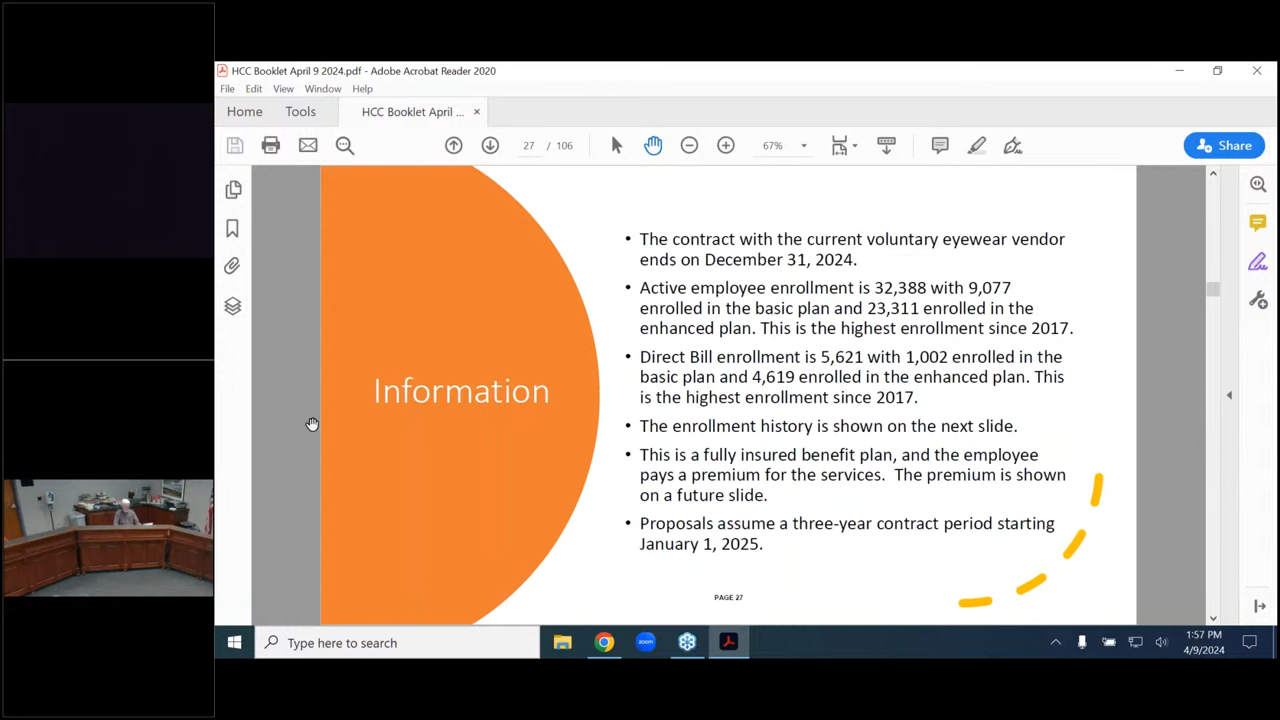 HCC Booklet April 9 2024.pdf - Adobe Acrobat Reader 2020
File Edit View Window Help
Home Tools HCC Booklet April ... ×
27 / 106 67% Share
Information
• The contract with the current voluntary eyewear vendor
ends on December 31, 2024.
• Active employee enrollment is 32,388 with 9,077
enrolled in the basic plan and 23,311 enrolled in the
enhanced plan. This is the highest enrollment since 2017.
• Direct Bill enrollment is 5,621 with 1,002 enrolled in the
basic plan and 4,619 enrolled in the enhanced plan. This
is the highest enrollment since 2017.
• The enrollment history is shown on the next slide.
• This is a fully insured benefit plan, and the employee
pays a premium for the services. The premium is shown
on a future slide.
• Proposals assume a three-year contract period starting
January 1, 2025.
PAGE 27
Type here to search
zoom
1:57 PM
4/9/2024